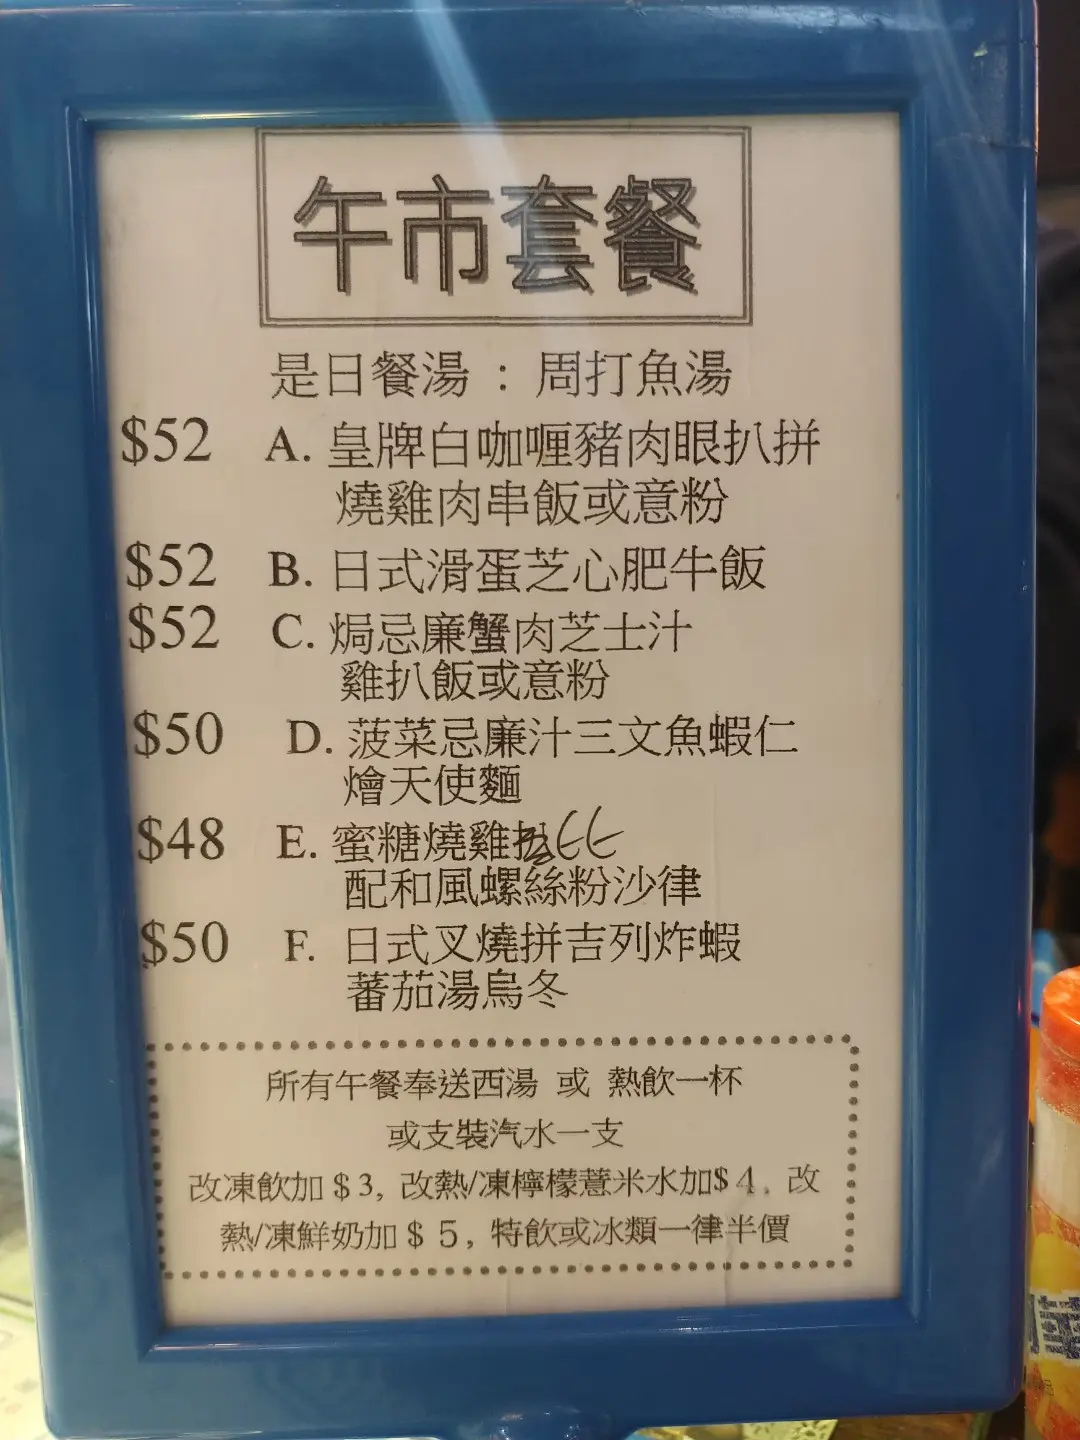 午市套餐
是日餐湯 : 周打魚湯
$52 A. 皇牌白咖喱豬肉眼扒拼
燒雞肉串飯或意粉
$52 B. 日式滑蛋芝心肥牛飯
$52 C. 焗忌廉蟹肉芝士汁
雞扒飯或意粉
$50 D. 菠菜忌廉汁三文魚蝦仁
燴天使麵
$48 E. 蜜糖燒雞
配和風螺絲粉沙律
$50 F. 日式叉燒拼吉列炸蝦
蕃茄湯烏冬
所有午餐奉送西湯 或 熱飲一杯
或支裝汽水一支
改凍飲加 $ 3, 改熱/凍檸檬薏米水加$ 4, 改
熱/凍鮮奶加 $ 5, 特飲或冰類一律半價